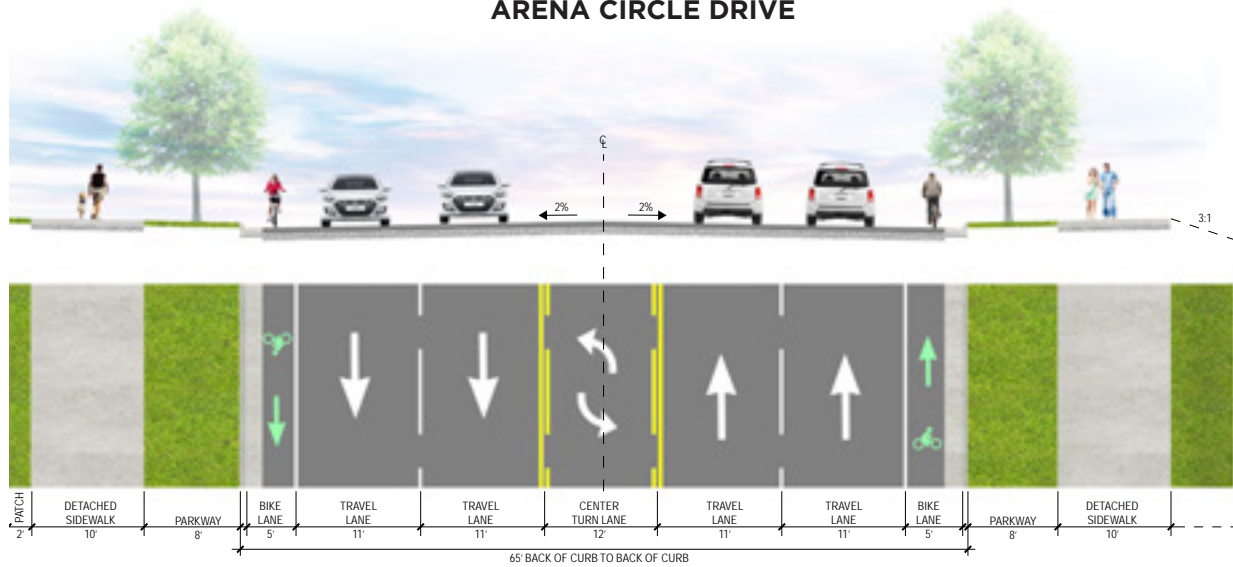 ARENA CIRCLE DRIVE
℄
2% 2%
3:1
PATCH
2'
DETACHED
SIDEWALK
10'
PARKWAY
8'
BIKE
LANE
5'
TRAVEL
LANE
11'
TRAVEL
LANE
11'
CENTER
TURN LANE
12'
TRAVEL
LANE
11'
TRAVEL
LANE
11'
BIKE
LANE
5'
PARKWAY
8'
DETACHED
SIDEWALK
10'
65' BACK OF CURB TO BACK OF CURB